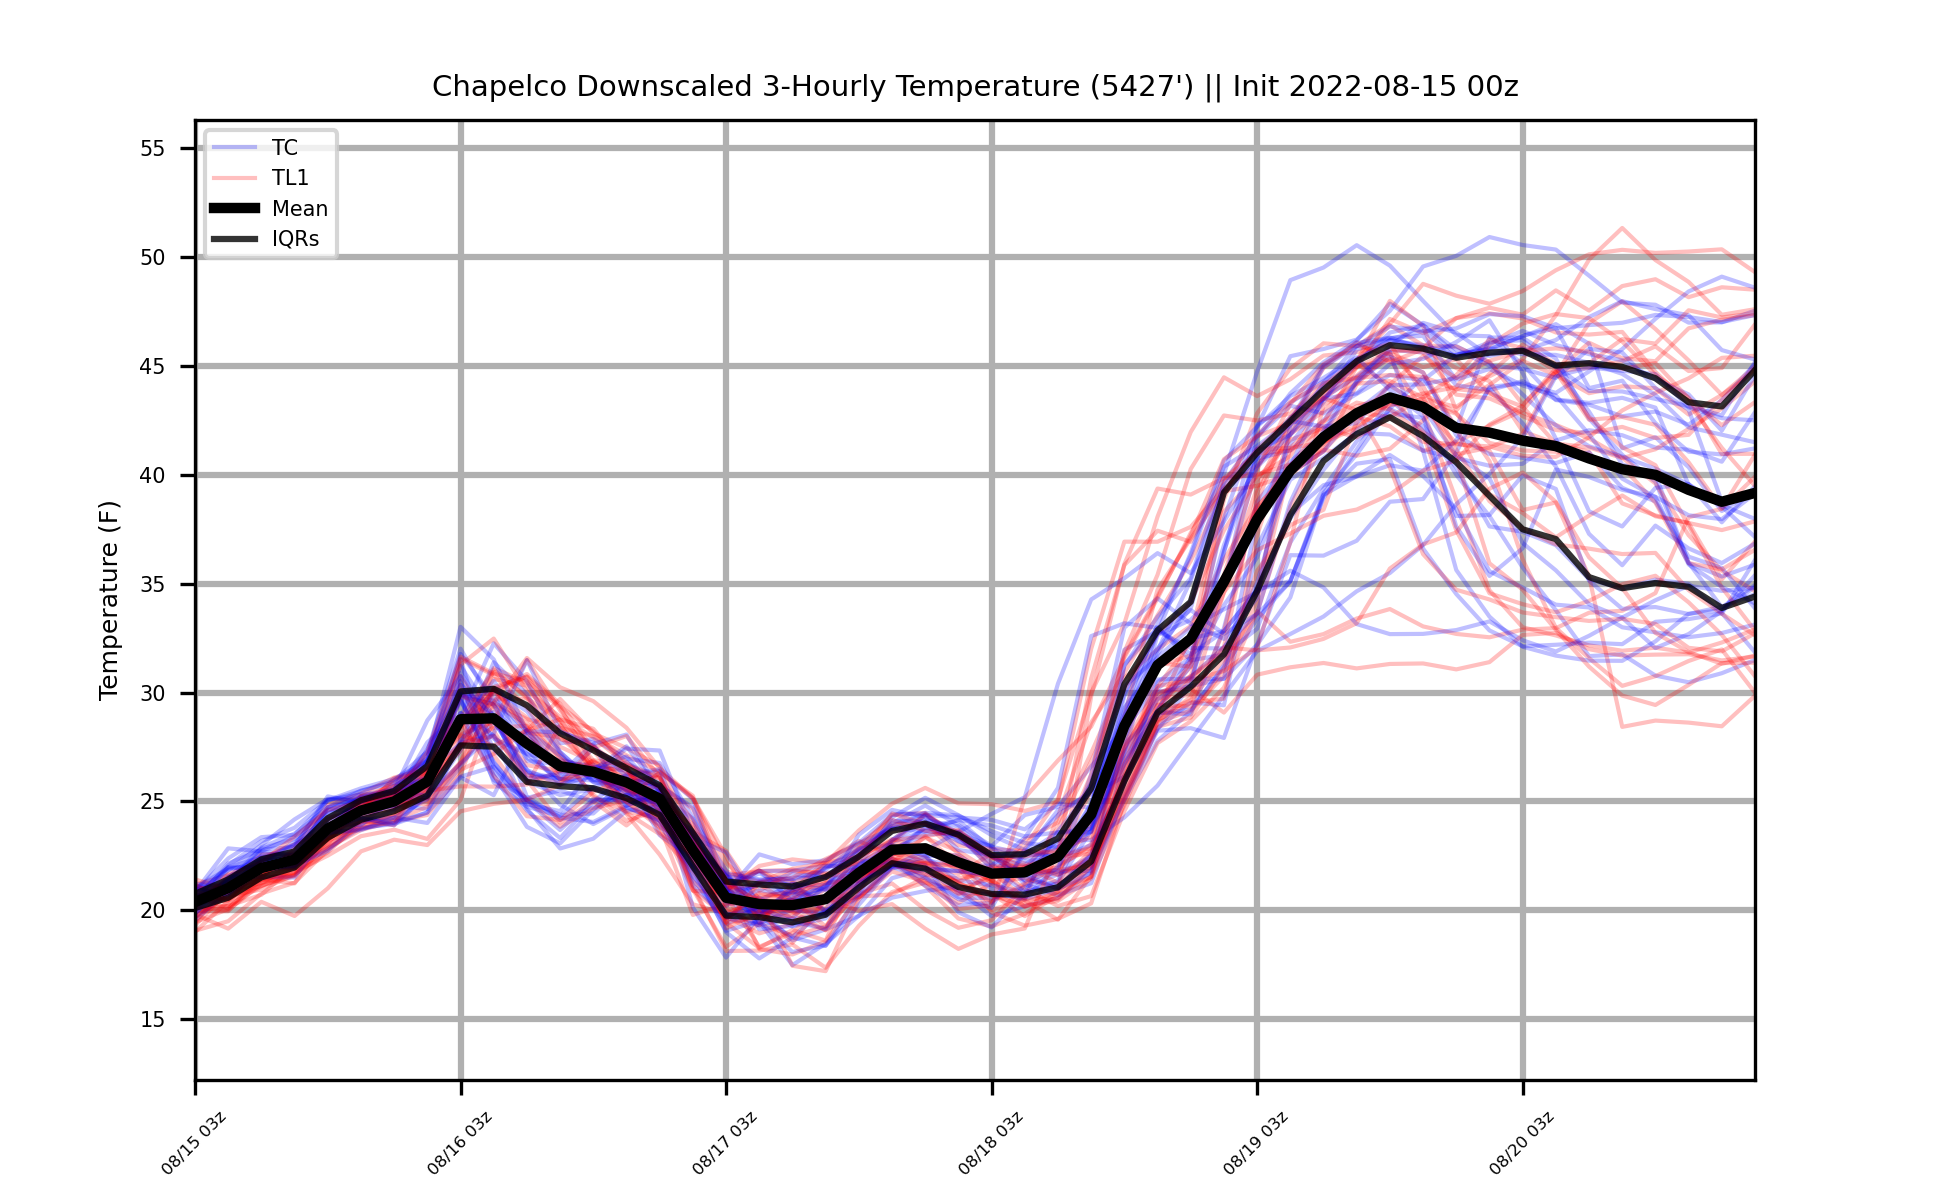 Chapelco Downscaled 3-Hourly Temperature (5427') || Init 2022-08-15 00z
TC
TL1
Mean
IQRs
Temperature (F)
55
50
45
40
35
30
25
20
15
08/15 03z
08/16 03z
08/17 03z
08/18 03z
08/19 03z
08/20 03z